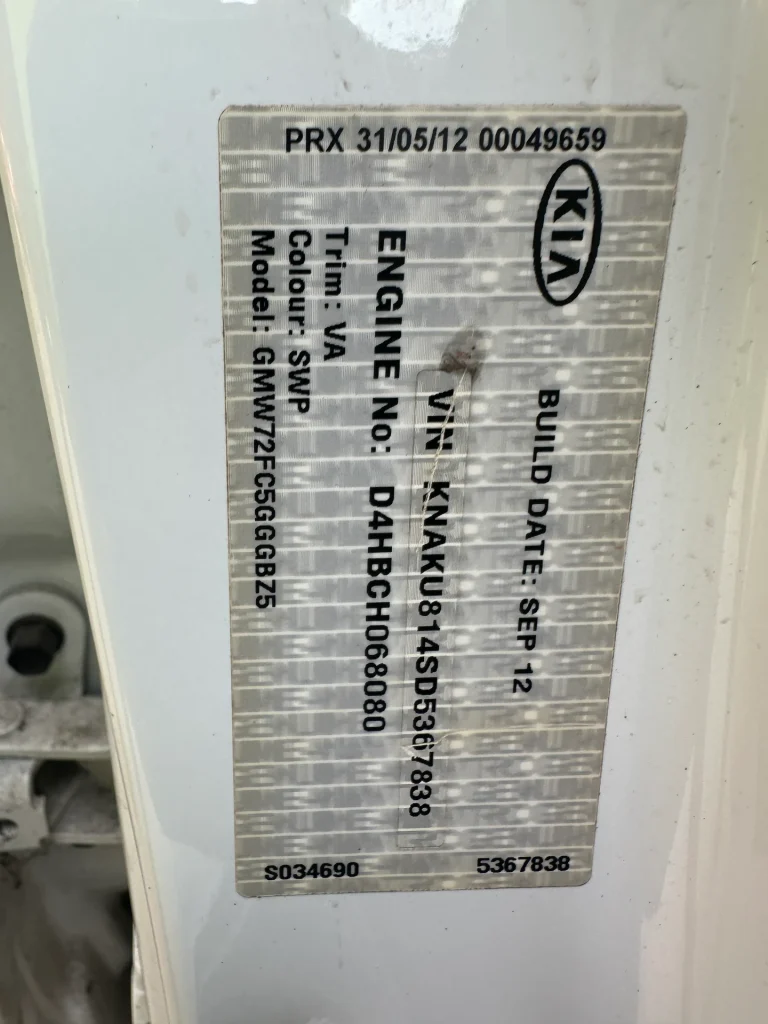 PRX 31/05/12 00049659
KIA
BUILD DATE: SEP 12
VIN KNAKU814SD5367838
ENGINE No: D4HBCH068080
Trim: VA
Colour: SWP
Model: GMW72FC5GGGBZ5
S034690
5367838